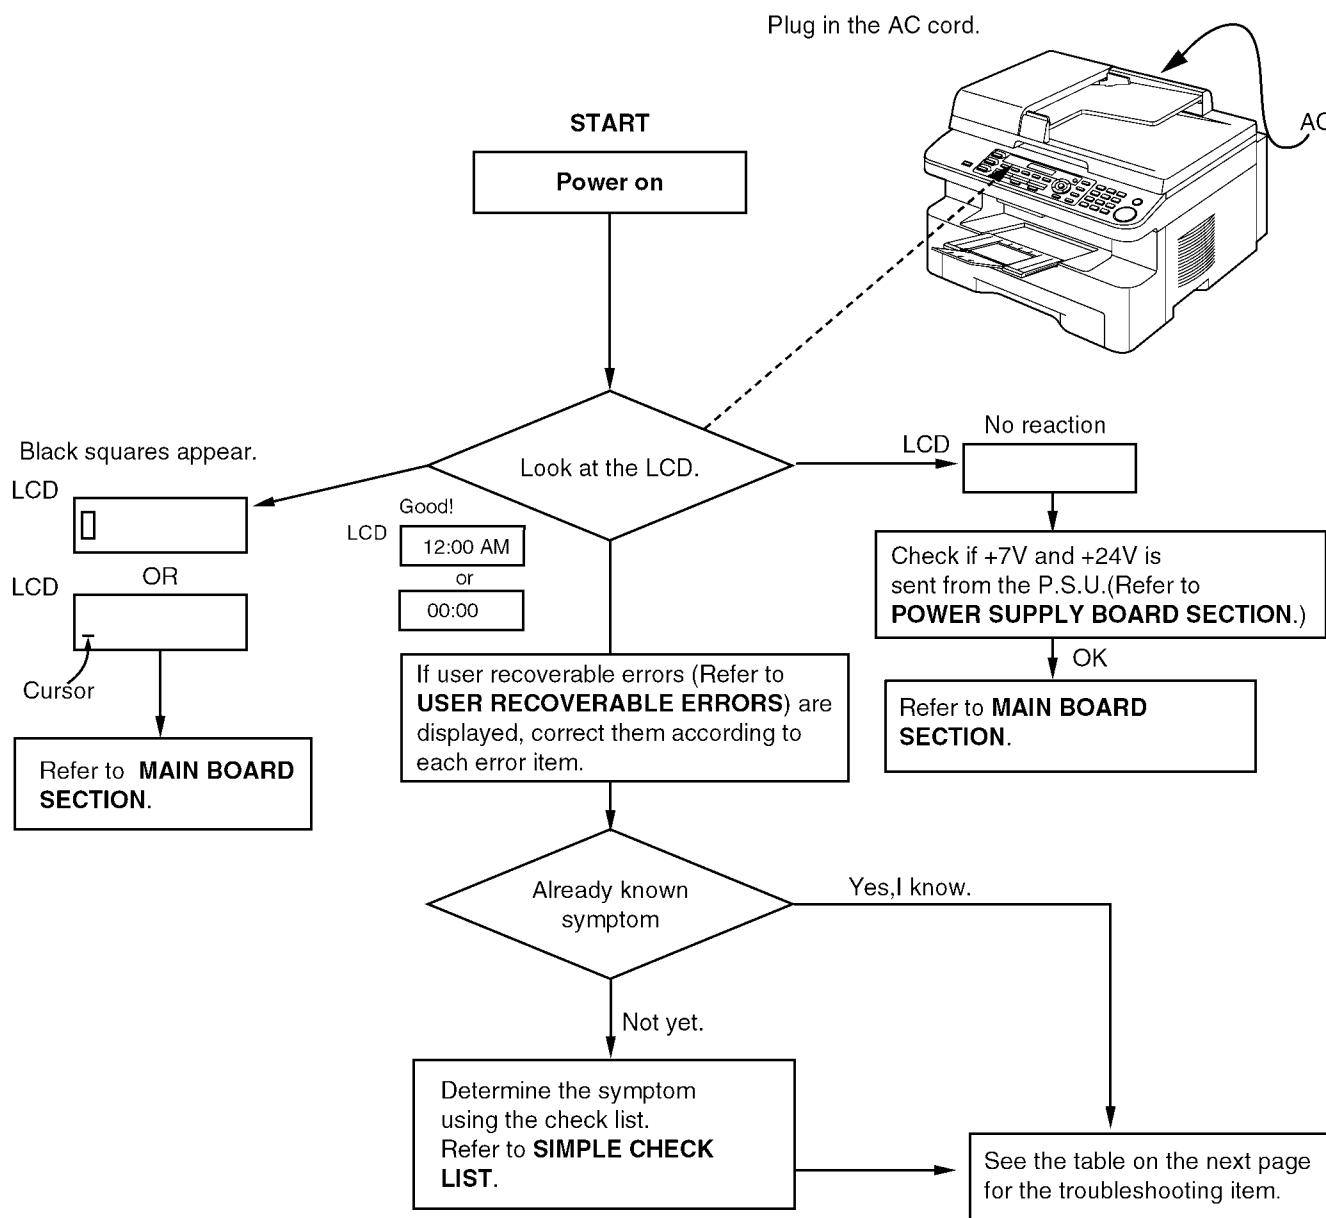 Plug in the AC cord.
AC
START
Power on
Look at the LCD.
Black squares appear.
LCD
OR
LCD
Cursor
Refer to MAIN BOARD
SECTION.
Good!
LCD
12:00 AM
or
00:00
No reaction
LCD
Check if +7V and +24V is
sent from the P.S.U.(Refer to
POWER SUPPLY BOARD SECTION.)
OK
Refer to MAIN BOARD
SECTION.
If user recoverable errors (Refer to
USER RECOVERABLE ERRORS) are
displayed, correct them according to
each error item.
Already known
symptom
Yes,I know.
Not yet.
Determine the symptom
using the check list.
Refer to SIMPLE CHECK
LIST.
See the table on the next page
for the troubleshooting item.